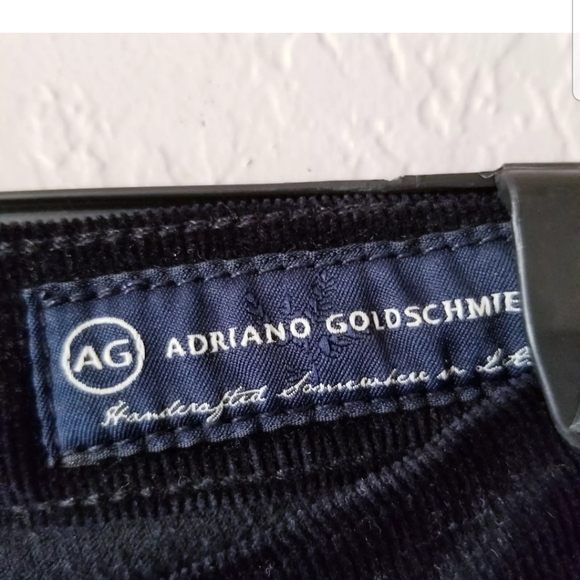 AG ADRIANO GOLDSCHMIE
Handcrafted Somewhere in